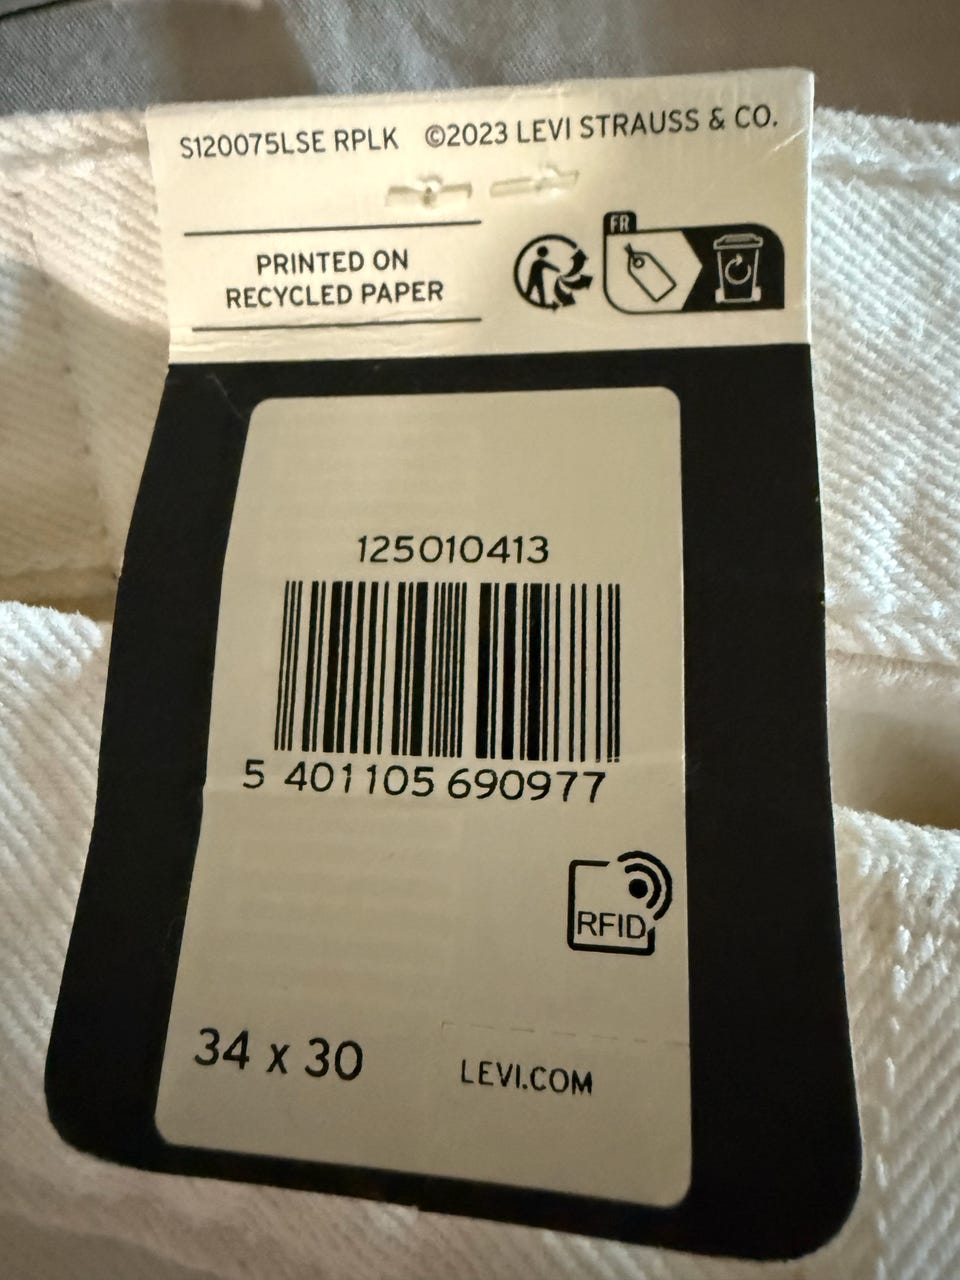 S120075LSE RPLK ©2023 LEVI STRAUSS & CO.
PRINTED ON
RECYCLED PAPER
FR
125010413
5 401105 690977
RFID
34 x 30
LEVI.COM